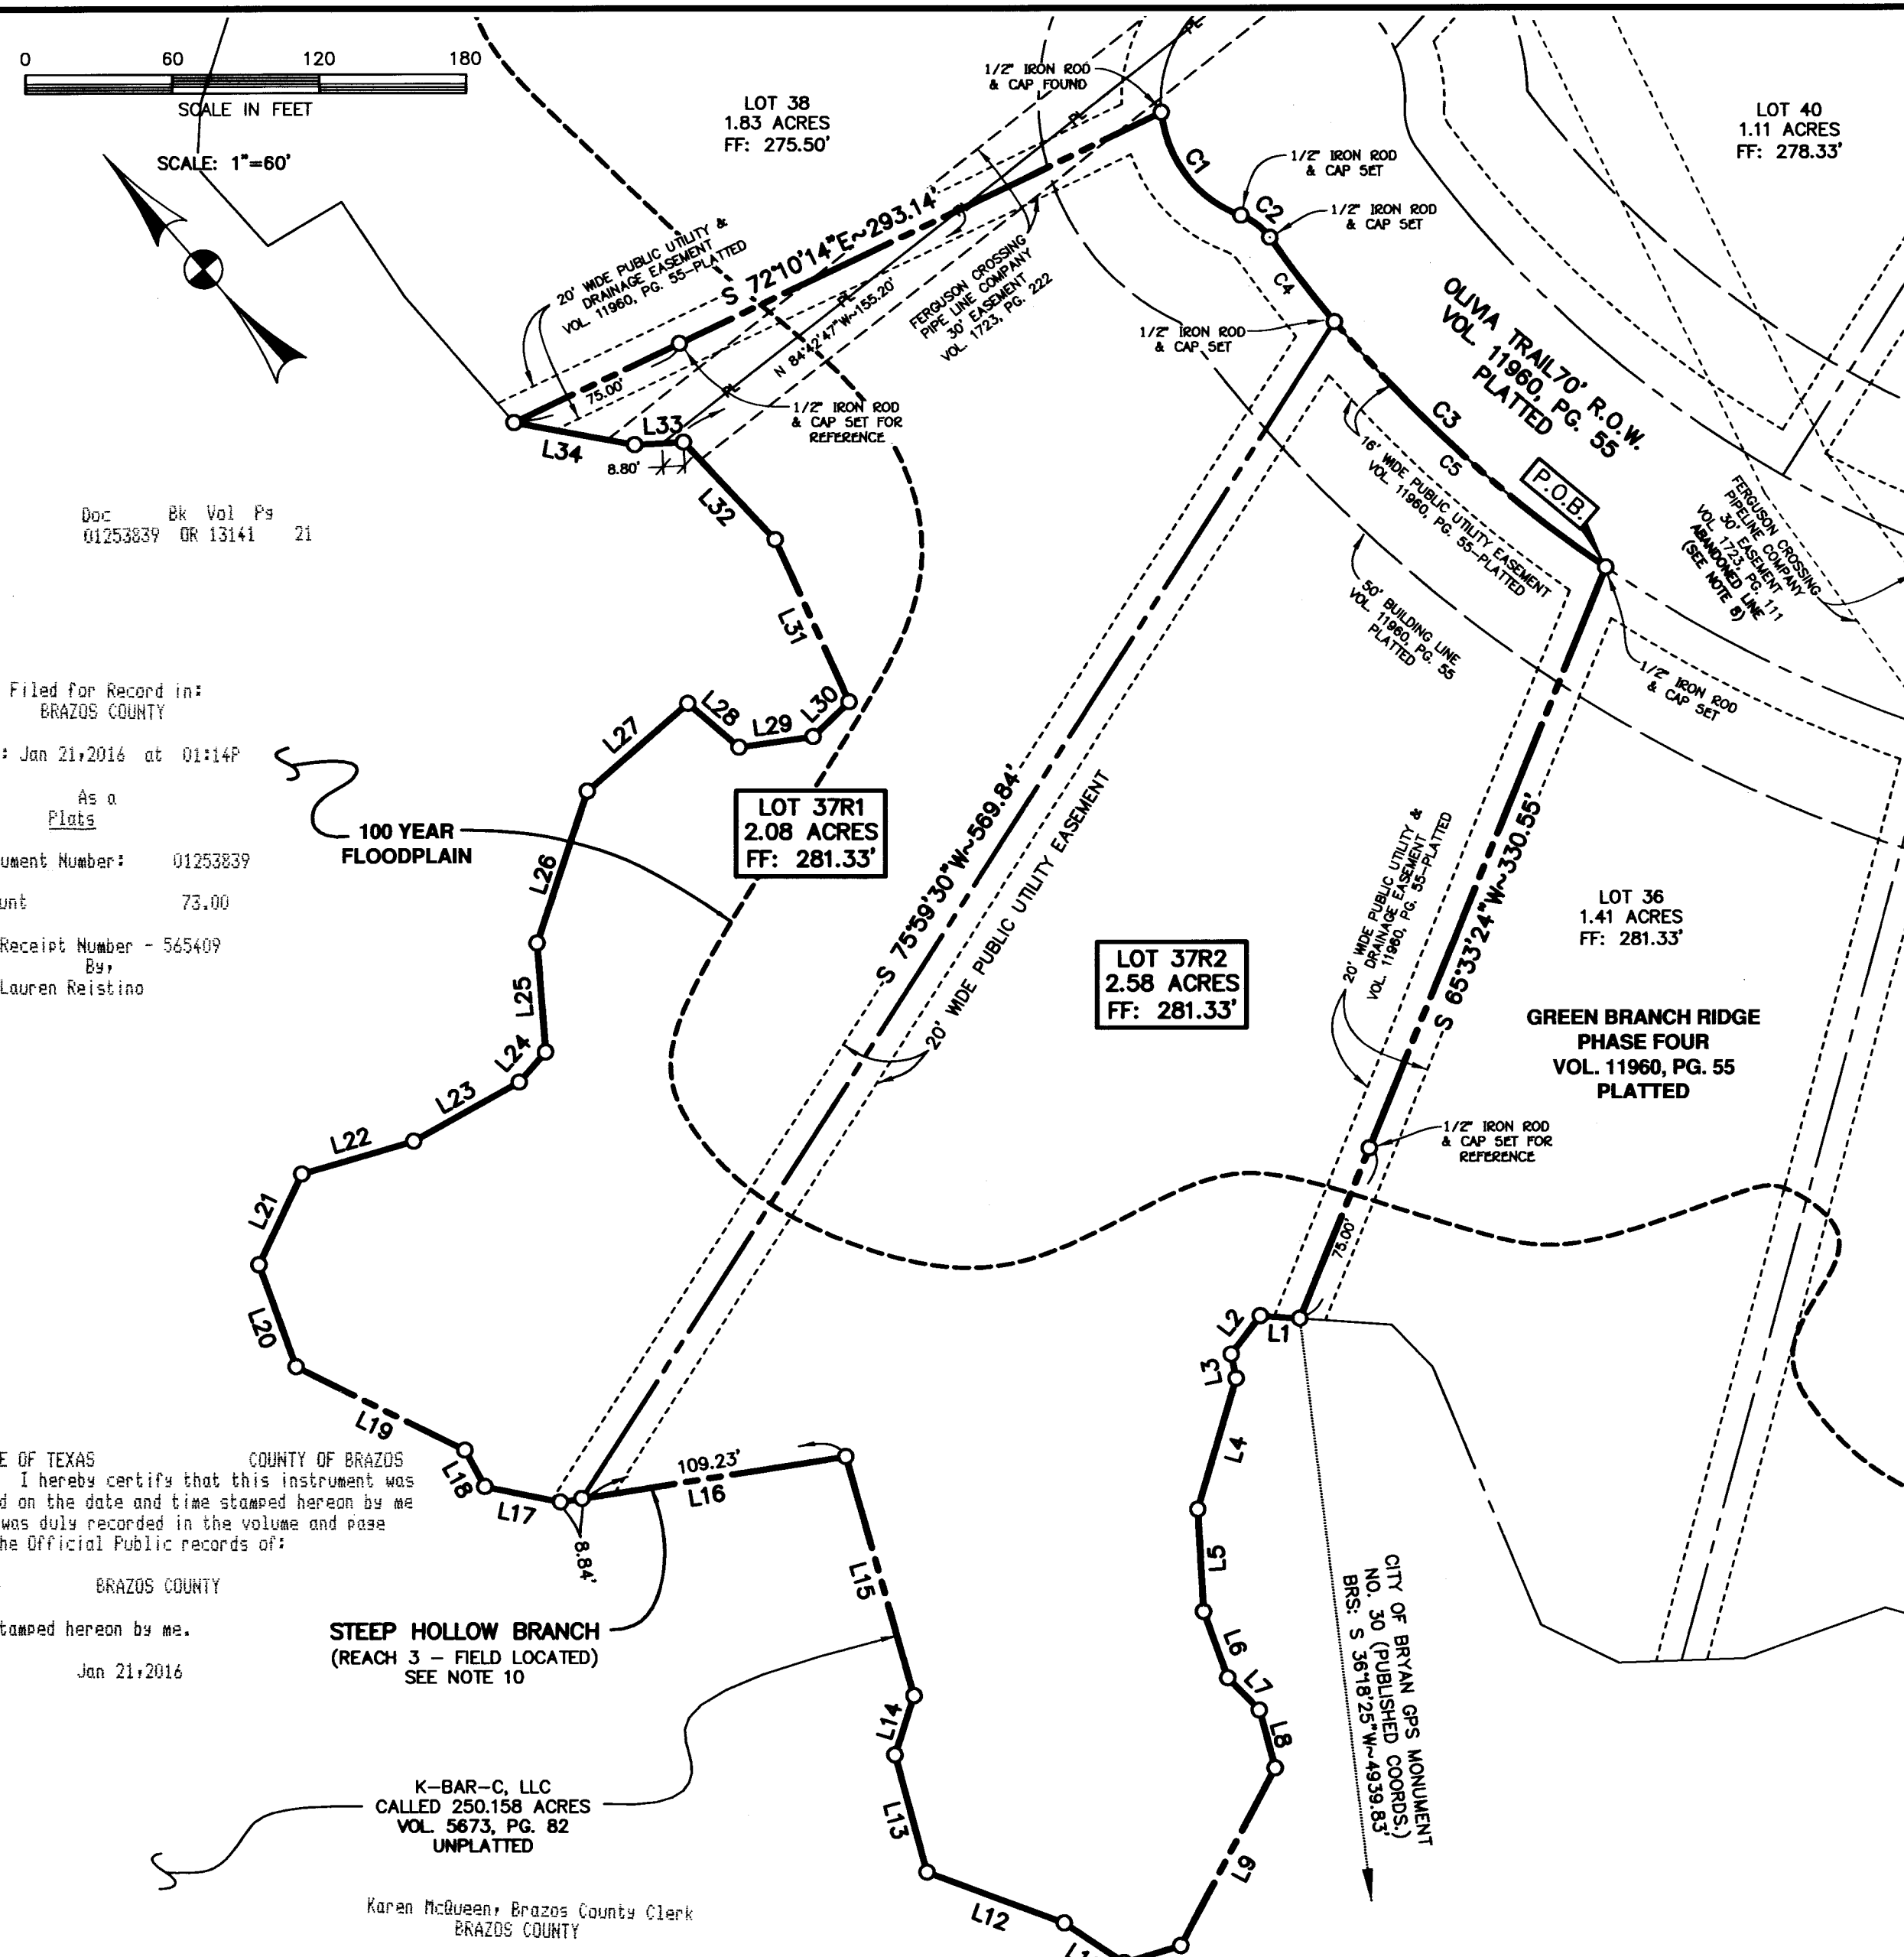 0 60 120 180
SCALE IN FEET
SCALE: 1"=60'
LOT 38
1.83 ACRES
FF: 275.50'
1/2" IRON ROD
& CAP FOUND
PL
PL
LOT 40
1.11 ACRES
FF: 278.33'
C1
1/2" IRON ROD
& CAP SET
C2
1/2" IRON ROD
& CAP SET
C4
20' WIDE PUBLIC UTILITY &
DRAINAGE EASEMENT
VOL. 11960, PG. 55-PLATTED
S 72°10'14"E~293.14'
PL
PL
PL
N 84°42'47"W~155.20'
FERGUSON CROSSING
PIPE LINE COMPANY
30' EASEMENT
VOL. 1723, PG. 222
1/2" IRON ROD
& CAP SET
OLIVIA TRAIL 70' R.O.W.
VOL. 11960, PG. 55
PLATTED
75.00'
1/2" IRON ROD
& CAP SET FOR
REFERENCE
L34
L33
8.80'
L32
C3
C5
P.O.B.
16' WIDE PUBLIC UTILITY EASEMENT
VOL. 11960, PG. 55-PLATTED
50' BUILDING LINE
VOL. 11960, PG. 55
PLATTED
FERGUSON CROSSING
PIPELINE COMPANY
30' EASEMENT
VOL. 1723, PG. 111
ABANDONED LINE
(SEE NOTE 8)
1/2" IRON ROD
& CAP SET
Doc Bk Vol Pg
01253839 OR 13141 21
L31
L30
L29
L28
L27
Filed for Record in:
BRAZOS COUNTY
: Jan 21,2016 at 01:14P
As a
Plats
ument Number: 01253839
unt 73.00
Receipt Number - 565409
By,
Lauren Reistino
100 YEAR
FLOODPLAIN
LOT 37R1
2.08 ACRES
FF: 281.33'
S 75°59'30"W~569.84'
20' WIDE PUBLIC UTILITY EASEMENT
LOT 37R2
2.58 ACRES
FF: 281.33'
20' WIDE PUBLIC UTILITY &
DRAINAGE EASEMENT
VOL. 11960, PG. 55-PLATTED
S 65°33'24"W~330.55'
LOT 36
1.41 ACRES
FF: 281.33'
GREEN BRANCH RIDGE
PHASE FOUR
VOL. 11960, PG. 55
PLATTED
1/2" IRON ROD
& CAP SET FOR
REFERENCE
75.00'
L26
L25
L24
L23
L22
L21
L20
L19
L18
L17
8.84'
109.23'
L16
L1
L2
L3
L4
L5
L6
L7
L8
L9
L15
L14
L13
L12
E OF TEXAS COUNTY OF BRAZOS
I hereby certify that this instrument was
d on the date and time stamped hereon by me
was duly recorded in the volume and page
he Official Public records of:
BRAZOS COUNTY
tamped hereon by me.
Jan 21,2016
STEEP HOLLOW BRANCH
(REACH 3 - FIELD LOCATED)
SEE NOTE 10
K-BAR-C, LLC
CALLED 250.158 ACRES
VOL. 5673, PG. 82
UNPLATTED
CITY OF BRYAN GPS MONUMENT
NO. 30 (PUBLISHED COORDS.)
BRS: S 36°18'25"W~4939.83'
Karen McQueen, Brazos County Clerk
BRAZOS COUNTY